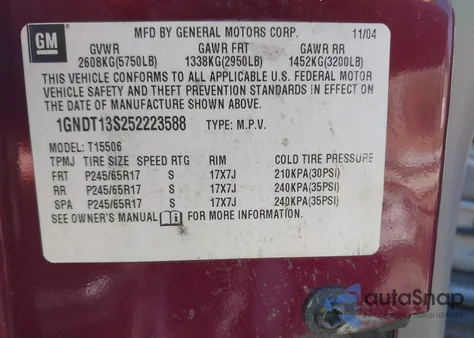 GM
MFD BY GENERAL MOTORS CORP. 11/04
GVWR GAWR FRT GAWR RR
2608KG(5750LB) 1338KG(2950LB) 1452KG(3200LB)
THIS VEHICLE CONFORMS TO ALL APPLICABLE U.S. FEDERAL MOTOR
VEHICLE SAFETY AND THEFT PREVENTION STANDARDS IN EFFECT ON
THE DATE OF MANUFACTURE SHOWN ABOVE.
1GNDT13S252223588 TYPE: M.P.V.
MODEL: T15506
TPMJ TIRE SIZE SPEED RTG RIM COLD TIRE PRESSURE
FRT P245/65R17 S 17X7J 210KPA(30PSI)
RR P245/65R17 S 17X7J 240KPA(35PSI)
SPA P245/65R17 S 17X7J 240KPA(35PSI)
SEE OWNER'S MANUAL FOR MORE INFORMATION.
autoSnap